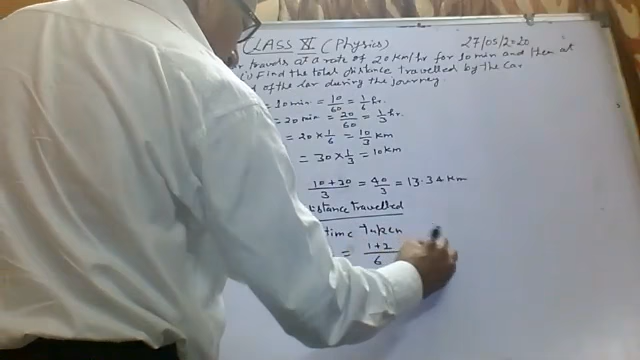 CLASS XI (Physics) 27/05/2020
travels at a rate of 20 km/hr for 10 min and then at
(i) Find the total distance travelled by the car
of the car during the journey.
= 10 min = 10/60 = 1/6 hr.
= 20 min = 20/60 = 1/3 hr.
= 20 × 1/6 = 10/3 km
= 30 × 1/3 = 10 km
10+30/3 = 40/3 = 13.34 km
distance Travelled
time Taken
= 1+2/6